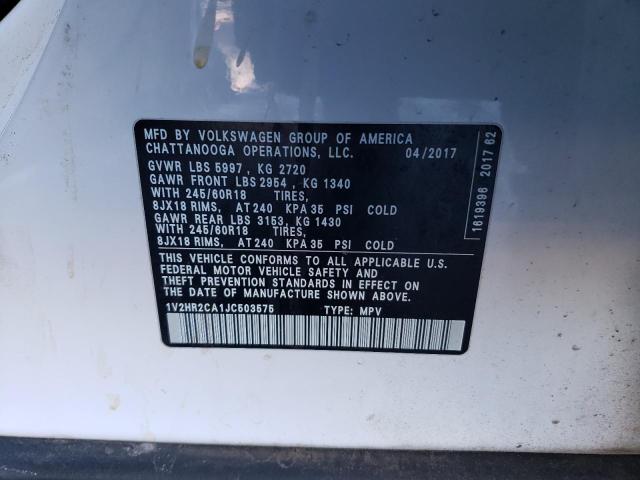 MFD BY VOLKSWAGEN GROUP OF AMERICA
CHATTANOOGA OPERATIONS, LLC. 04/2017
GVWR LBS 5997 , KG 2720
GAWR FRONT LBS 2954 , KG 1340
WITH 245/60R18 TIRES,
8JX18 RIMS, AT 240 KPA 35 PSI COLD
GAWR REAR LBS 3153, KG 1430
WITH 245/60R18 TIRES,
8JX18 RIMS, AT 240 KPA 35 PSI COLD
THIS VEHICLE CONFORMS TO ALL APPLICABLE U.S.
FEDERAL MOTOR VEHICLE SAFETY AND
THEFT PREVENTION STANDARDS IN EFFECT ON
THE DATE OF MANUFACTURE SHOWN ABOVE.
1V2HR2CA1JC503575 TYPE: MPV
1619396 2017 62